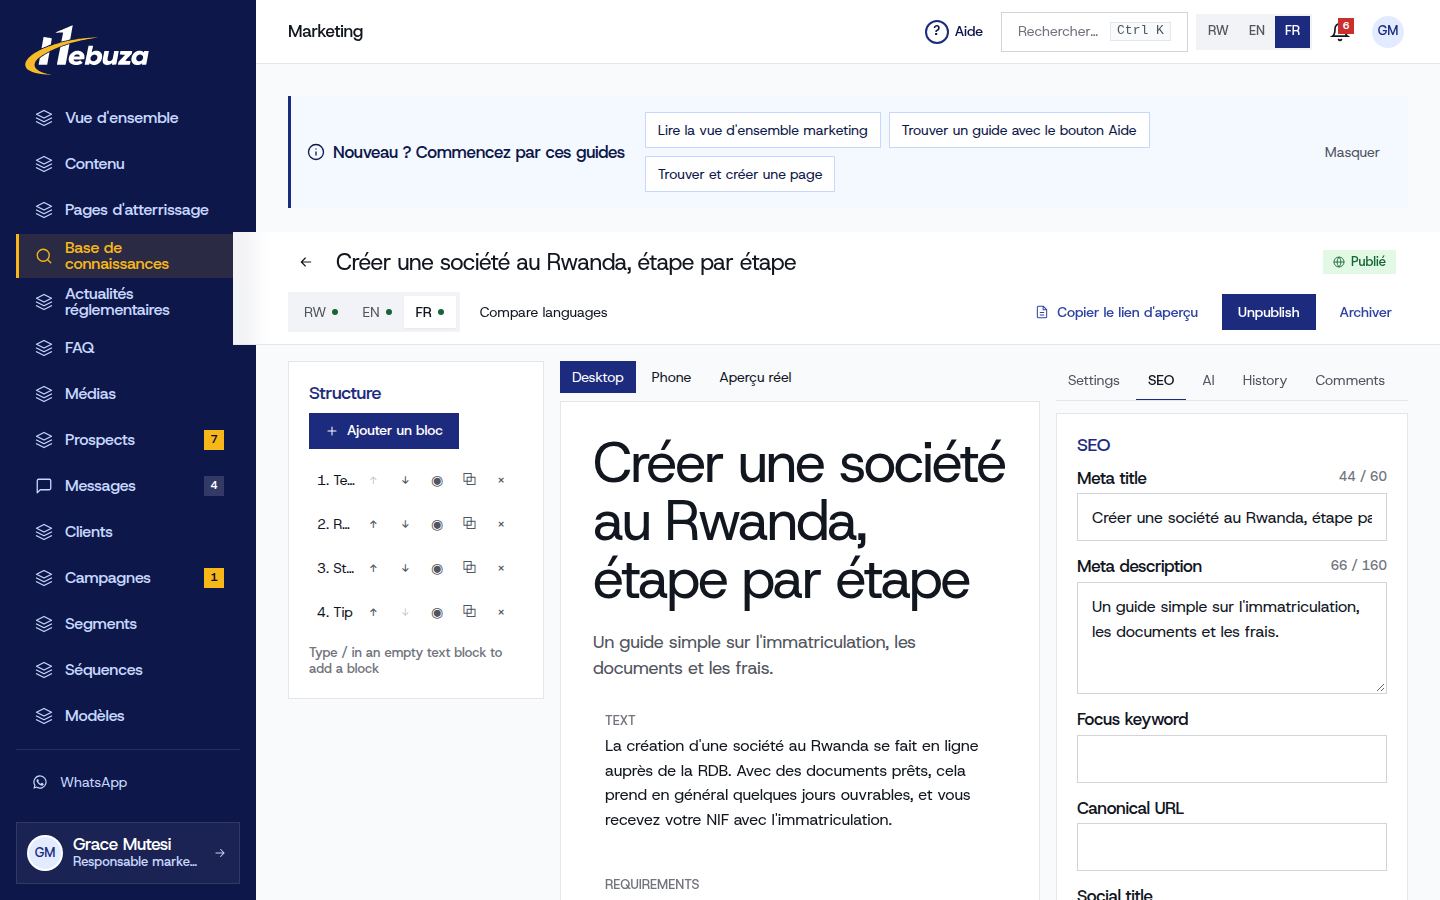 Hebuza
Marketing
? Aide
Rechercher… Ctrl K
RW EN FR
6
GM
Vue d'ensemble
Contenu
Pages d'atterrissage
Base de
connaissances
Actualités
réglementaires
FAQ
Médias
Prospects 7
Messages 4
Clients
Campagnes 1
Segments
Séquences
Modèles
WhatsApp
GM
Grace Mutesi
Responsable marke…
Nouveau ? Commencez par ces guides
Lire la vue d'ensemble marketing
Trouver un guide avec le bouton Aide
Trouver et créer une page
Masquer
Créer une société au Rwanda, étape par étape
Publié
RW EN FR
Compare languages
Copier le lien d'aperçu
Unpublish
Archiver
Structure
+ Ajouter un bloc
1. Te… ↑ ↓ ×
2. R… ↑ ↓ ×
3. St… ↑ ↓ ×
4. Tip ↑ ↓ ×
Type / in an empty text block to
add a block
Desktop Phone Aperçu réel
Créer une société
au Rwanda,
étape par étape
Un guide simple sur l'immatriculation, les
documents et les frais.
TEXT
La création d'une société au Rwanda se fait en ligne
auprès de la RDB. Avec des documents prêts, cela
prend en général quelques jours ouvrables, et vous
recevez votre NIF avec l'immatriculation.
REQUIREMENTS
Settings SEO AI History Comments
SEO
Meta title 44 / 60
Créer une société au Rwanda, étape pa
Meta description 66 / 160
Un guide simple sur l'immatriculation,
les documents et les frais.
Focus keyword
Canonical URL
Social title